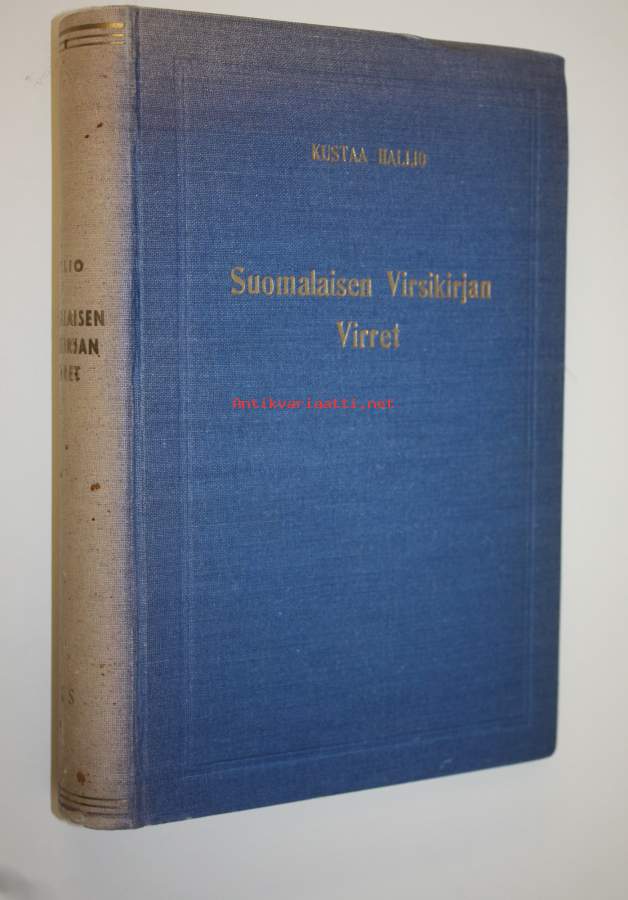 KUSTAA HALLIO
Suomalaisen Virsikirjan
Virret
Antikvariaatti.net